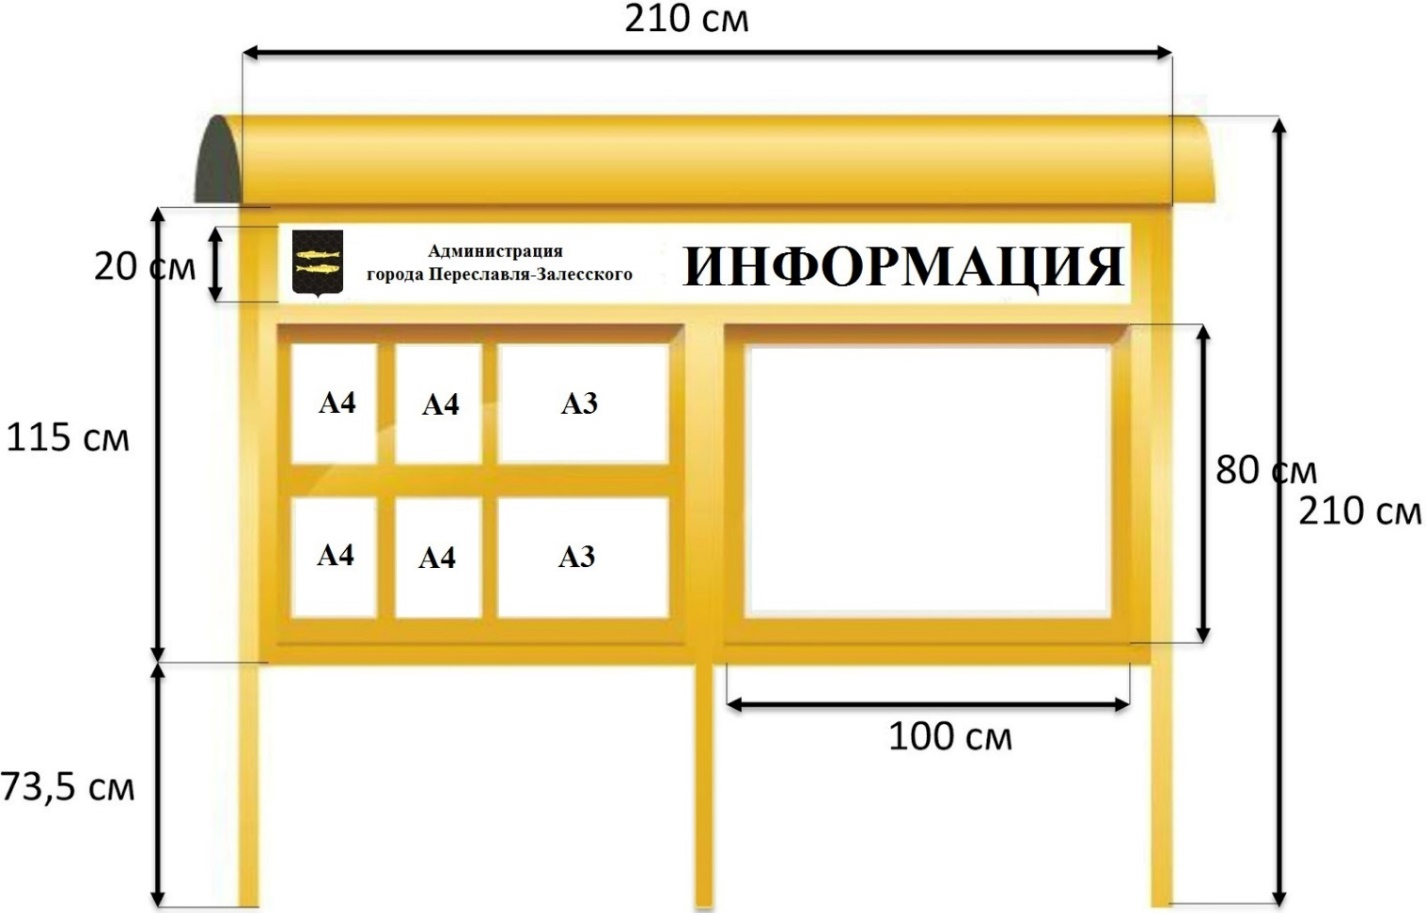 210 см
20 см
Администрация
города Переславля-Залесского
ИНФОРМАЦИЯ
А4 А4 А3
115 см
80 см
210 см
А4 А4 А3
100 см
73,5 см